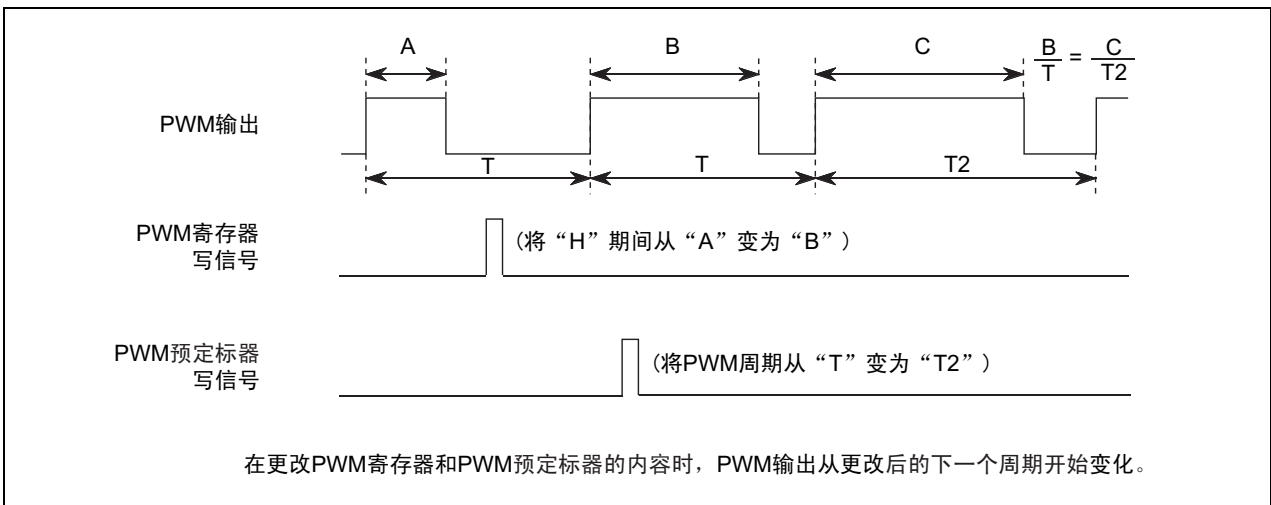 A B C B/T = C/T2
PWM输出
T T T2
PWM寄存器
写信号
(将“H”期间从“A”变为“B”)
PWM预定标器
写信号
(将PWM周期从“T”变为“T2”)
在更改PWM寄存器和PWM预定标器的内容时，PWM输出从更改后的下一个周期开始变化。